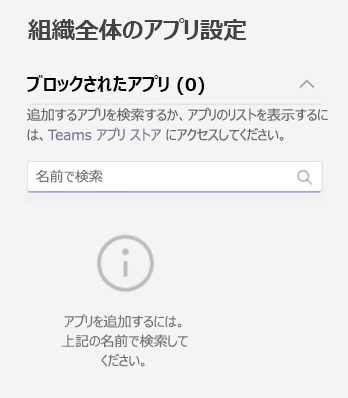 組織全体のアプリ設定
ブロックされたアプリ (0)
追加するアプリを検索するか、アプリのリストを表示するに
は、Teams アプリ ストア にアクセスしてください。
名前で検索
アプリを追加するには。
上記の名前で検索して
ください。